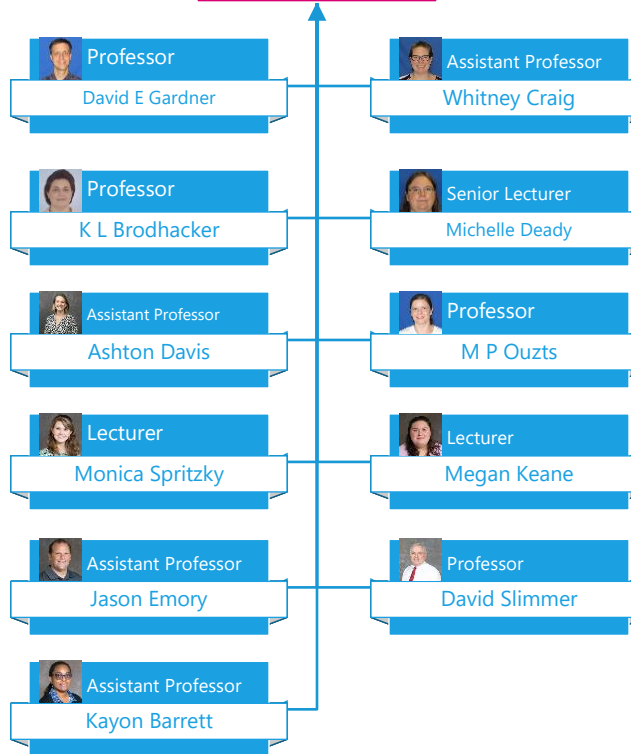 Professor
David E Gardner
Assistant Professor
Whitney Craig
Professor
K L Brodhacker
Senior Lecturer
Michelle Deady
Assistant Professor
Ashton Davis
Professor
M P Ouzts
Lecturer
Monica Spritzky
Lecturer
Megan Keane
Assistant Professor
Jason Emory
Professor
David Slimmer
Assistant Professor
Kayon Barrett